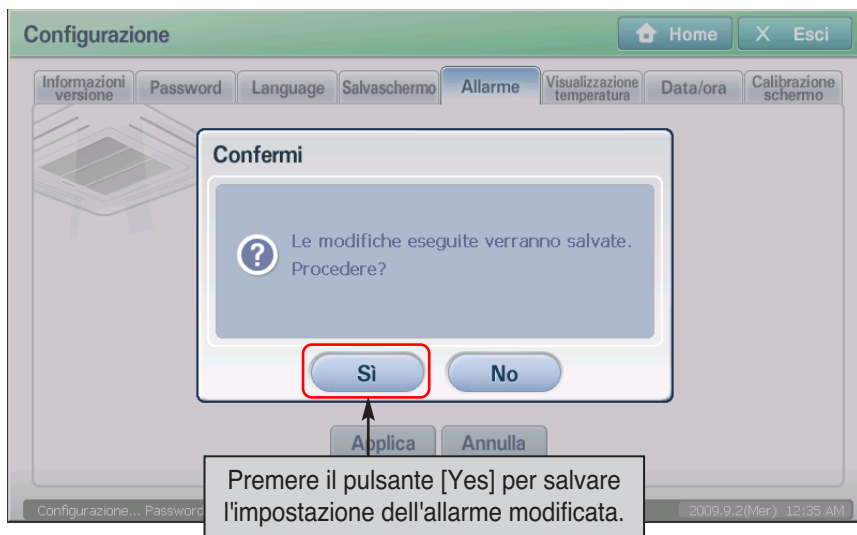 Configurazione
Home
X Esci
Informazioni
versione
Password
Language
Salvaschermo
Allarme
Visualizzazione
temperatura
Data/ora
Calibrazione
schermo
Confermi
Le modifiche eseguite verranno salvate.
Procedere?
Sì
No
Applica
Annulla
Premere il pulsante [Yes] per salvare
l'impostazione dell'allarme modificata.
Configurazione... Password
2009.9.2(Mer) 12:35 AM